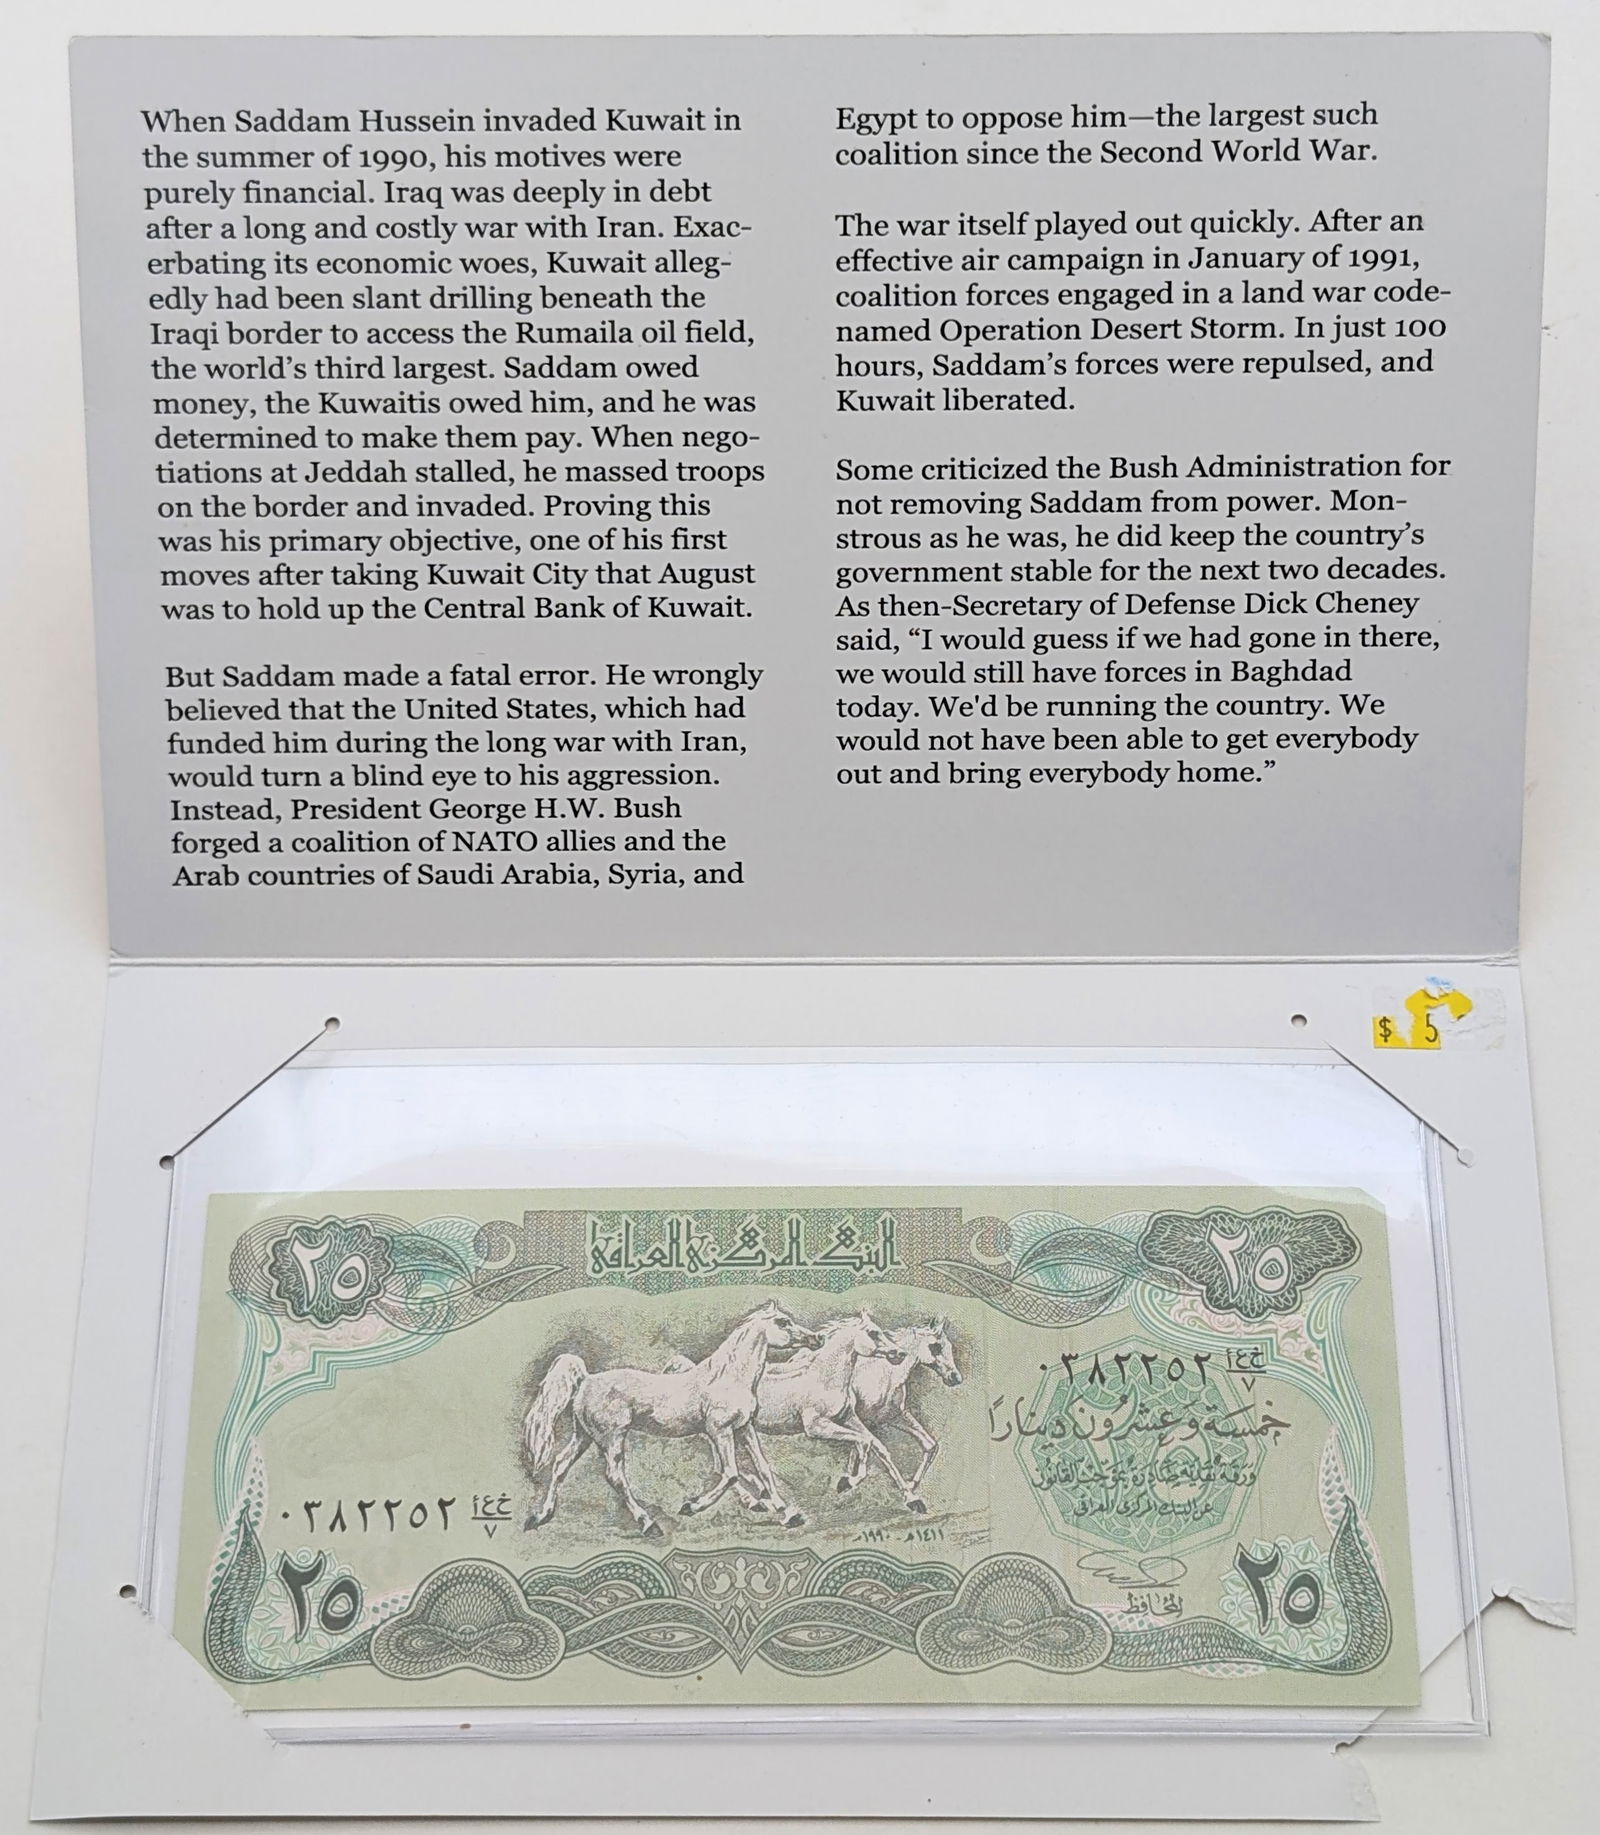 When Saddam Hussein invaded Kuwait in
the summer of 1990, his motives were
purely financial. Iraq was deeply in debt
after a long and costly war with Iran. Exac-
erbating its economic woes, Kuwait alleg-
edly had been slant drilling beneath the
Iraqi border to access the Rumaila oil field,
the world's third largest. Saddam owed
money, the Kuwaitis owed him, and he was
determined to make them pay. When nego-
tiations at Jeddah stalled, he massed troops
on the border and invaded. Proving this
was his primary objective, one of his first
moves after taking Kuwait City that August
was to hold up the Central Bank of Kuwait.
But Saddam made a fatal error. He wrongly
believed that the United States, which had
funded him during the long war with Iran,
would turn a blind eye to his aggression.
Instead, President George H.W. Bush
forged a coalition of NATO allies and the
Arab countries of Saudi Arabia, Syria, and
Egypt to oppose him—the largest such
coalition since the Second World War.
The war itself played out quickly. After an
effective air campaign in January of 1991,
coalition forces engaged in a land war code-
named Operation Desert Storm. In just 100
hours, Saddam's forces were repulsed, and
Kuwait liberated.
Some criticized the Bush Administration for
not removing Saddam from power. Mon-
strous as he was, he did keep the country's
government stable for the next two decades.
As then-Secretary of Defense Dick Cheney
said, “I would guess if we had gone in there,
we would still have forces in Baghdad
today. We'd be running the country. We
would not have been able to get everybody
out and bring everybody home.”
$ 5
٢٥
البنك المركزي العراقي
٢٥
٠٣٨٢٢٥٢
خمسة وعشرون دينارًا
ورقة نقدية صادرة بموجب القانون
عن البنك المركزي العراقي
٠٣٨٢٢٥٢
١٤١١هـ - ١٩٩٠م
المحافظ
٢٥
٢٥